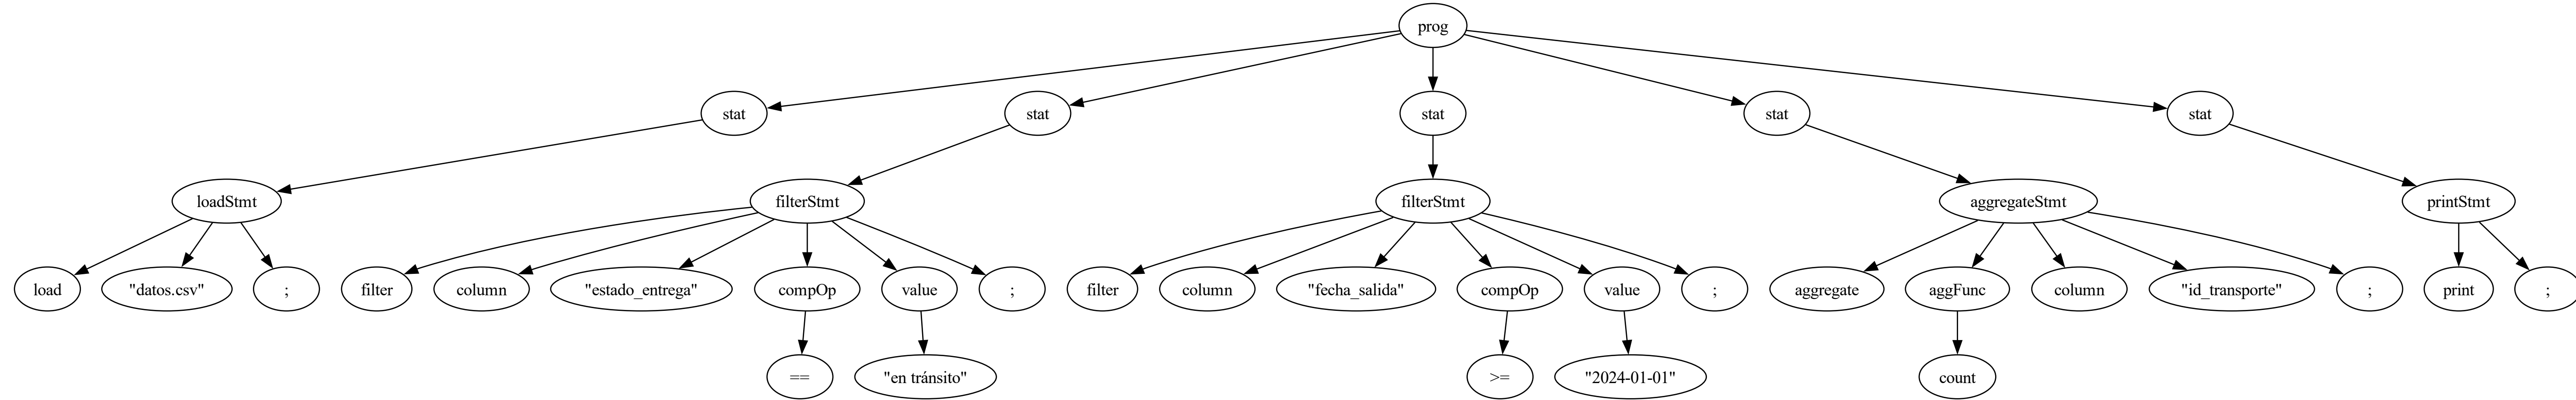 prog
stat
stat
stat
stat
stat
loadStmt
filterStmt
filterStmt
aggregateStmt
printStmt
load
"datos.csv"
;
filter
column
"estado_entrega"
compOp
value
;
filter
column
"fecha_salida"
compOp
value
;
aggregate
aggFunc
column
"id_transporte"
;
print
;
==
"en tránsito"
>=
"2024-01-01"
count